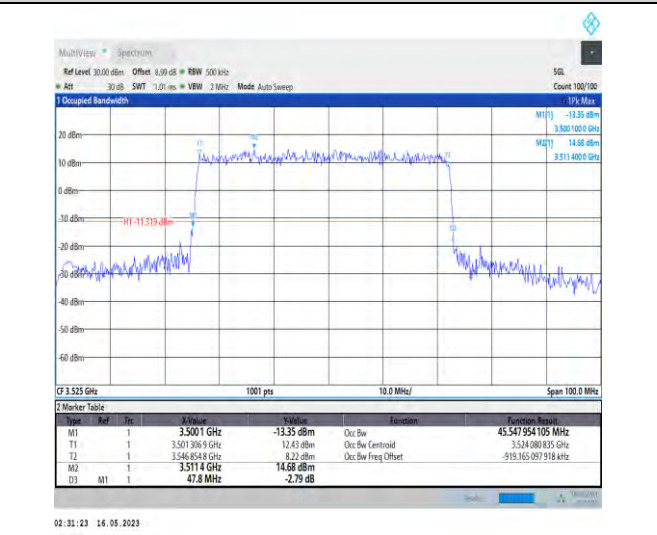 MultiView Spectrum
Ref Level 30.00 dBm Offset 8.99 dB RBW 500 kHz SGL
Att 30 dB SWT 1.01 ms VBW 2 MHz Mode Auto Sweep Count 100/100
1 Occupied Bandwidth 1Pk Max
M1[1] -13.35 dBm
3.500 100 0 GHz
M2[1] 14.68 dBm
3.511 400 0 GHz
20 dBm
T1 M2 T2
10 dBm
0 dBm
-10 dBm
H1 -11.319 dBm
M1
D3
-20 dBm
-30 dBm
-40 dBm
-50 dBm
-60 dBm
CF 3.525 GHz 1001 pts 10.0 MHz/ Span 100.0 MHz
2 Marker Table
Type Ref Trc X-Value Y-Value Function Function Result
M1 1 3.5001 GHz -13.35 dBm Occ Bw 45.547 954 105 MHz
T1 1 3.501 306 9 GHz 12.43 dBm Occ Bw Centroid 3.524 080 835 GHz
T2 1 3.546 854 8 GHz 8.22 dBm Occ Bw Freq Offset -919.165 097 918 kHz
M2 1 3.5114 GHz 14.68 dBm
D3 M1 1 47.8 MHz -2.79 dB
02:31:23 16.05.2023